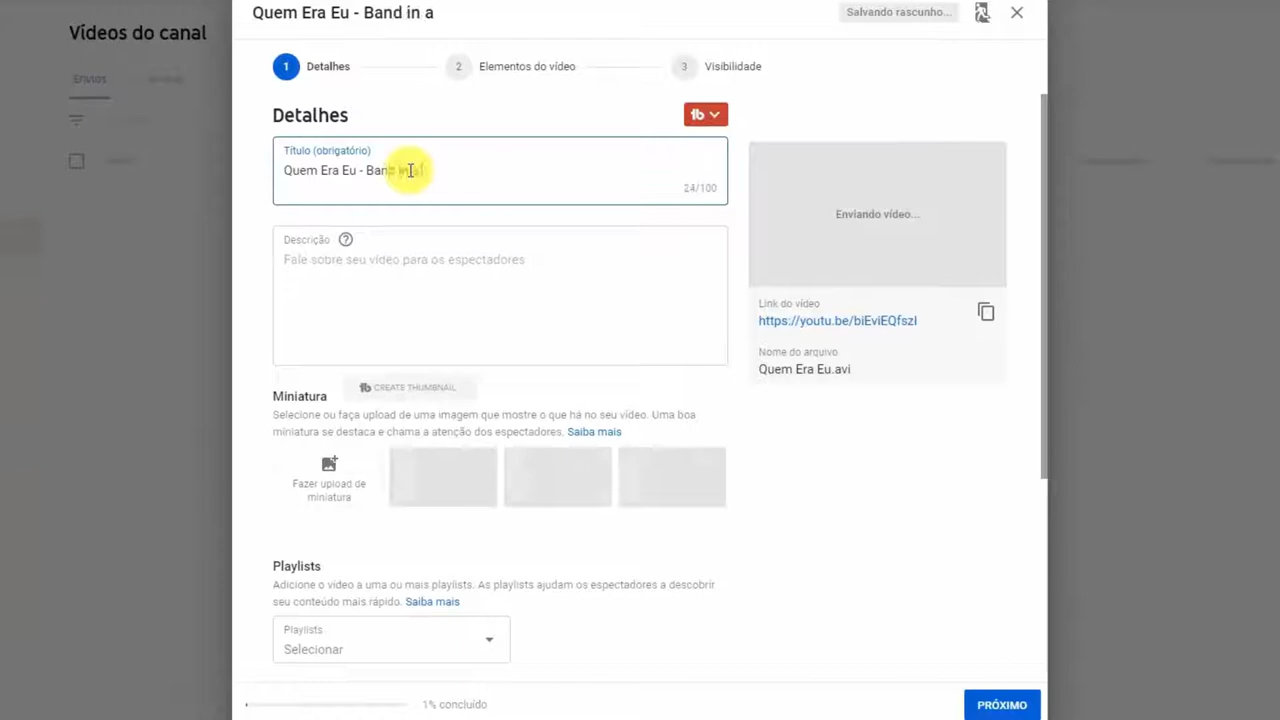 Quem Era Eu - Band in a
Salvando rascunho...
Vídeos do canal
1 Detalhes
2 Elementos do vídeo
3 Visibilidade
Envios
Detalhes
Título (obrigatório)
Quem Era Eu - Band in a
24/100
Enviando vídeo...
Descrição
Fale sobre seu vídeo para os espectadores
Link do vídeo
https://youtu.be/biEviEQfszI
Nome do arquivo
Quem Era Eu.avi
CREATE THUMBNAIL
Miniatura
Selecione ou faça upload de uma imagem que mostre o que há no seu vídeo. Uma boa
miniatura se destaca e chama a atenção dos espectadores. Saiba mais
Fazer upload de
miniatura
Playlists
Adicione o vídeo a uma ou mais playlists. As playlists ajudam os espectadores a descobrir
seu conteúdo mais rápido. Saiba mais
Playlists
Selecionar
1% concluído
PRÓXIMO